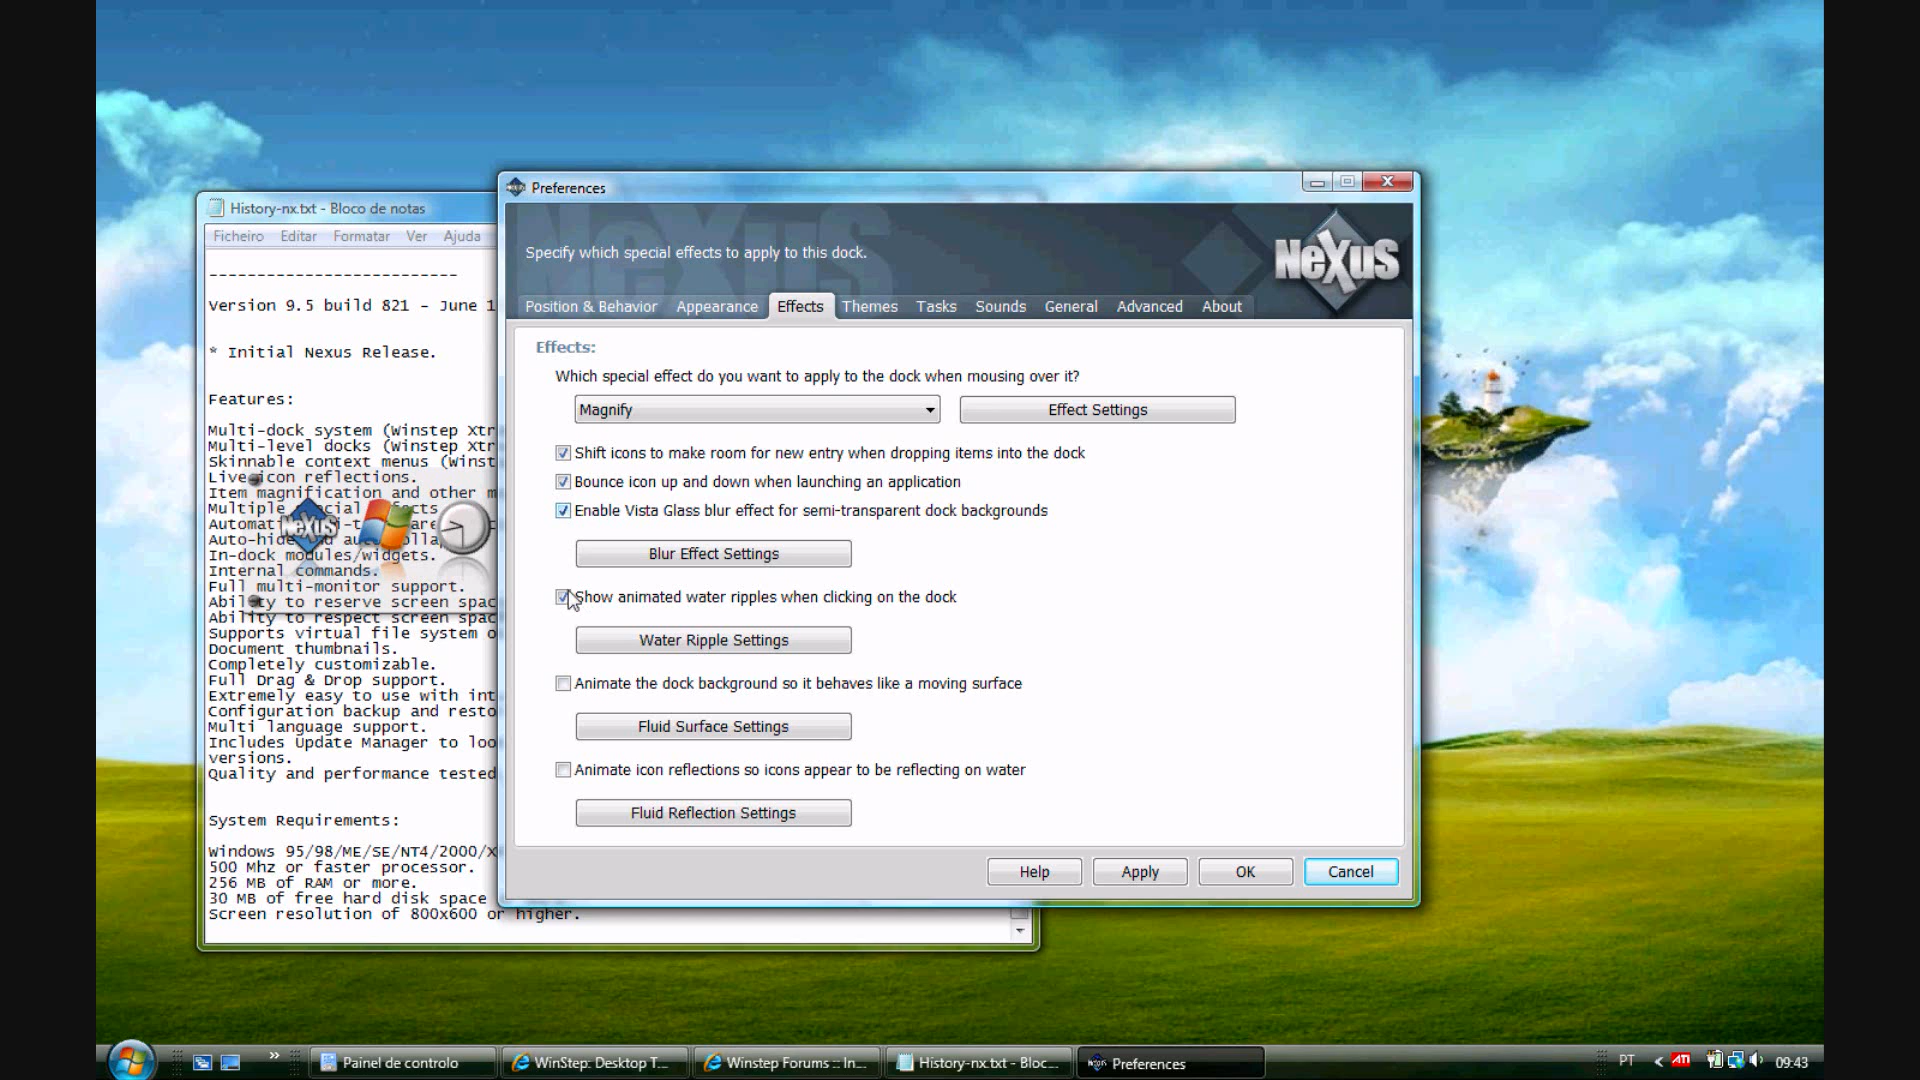 Preferences
History-nx.txt - Bloco de notas
Ficheiro Editar Formatar Ver Ajuda
--------------------------
Version 9.5 build 821 - June 1
* Initial Nexus Release.
Features:
Multi-dock system (Winstep Xtr
Multi-level docks (Winstep Xtr
Skinnable context menus (Winst
Live icon reflections.
Item magnification and other m
Multiple
In-dock modules/widgets.
Internal commands.
Full multi-monitor support.
Ability to reserve screen spac
Ability to respect screen spac
Supports virtual file system o
Document thumbnails.
Completely customizable.
Full Drag & Drop support.
Extremely easy to use with int
Configuration backup and resto
Multi language support.
Includes Update Manager to loo
versions.
Quality and performance tested
System Requirements:
Windows 95/98/ME/SE/NT4/2000/X
500 Mhz or faster processor.
256 MB of RAM or more.
30 MB of free hard disk space
Screen resolution of 800x600 or higher.
NeXuS
Specify which special effects to apply to this dock.
NeXuS
Position & Behavior Appearance Effects Themes Tasks Sounds General Advanced About
Effects:
Which special effect do you want to apply to the dock when mousing over it?
Magnify Effect Settings
Shift icons to make room for new entry when dropping items into the dock
Bounce icon up and down when launching an application
Enable Vista Glass blur effect for semi-transparent dock backgrounds
Blur Effect Settings
Show animated water ripples when clicking on the dock
Water Ripple Settings
Animate the dock background so it behaves like a moving surface
Fluid Surface Settings
Animate icon reflections so icons appear to be reflecting on water
Fluid Reflection Settings
Help Apply OK Cancel
Painel de controlo WinStep: Desktop T... Winstep Forums :: In... History-nx.txt - Bloc... Preferences PT < ATI 09:43